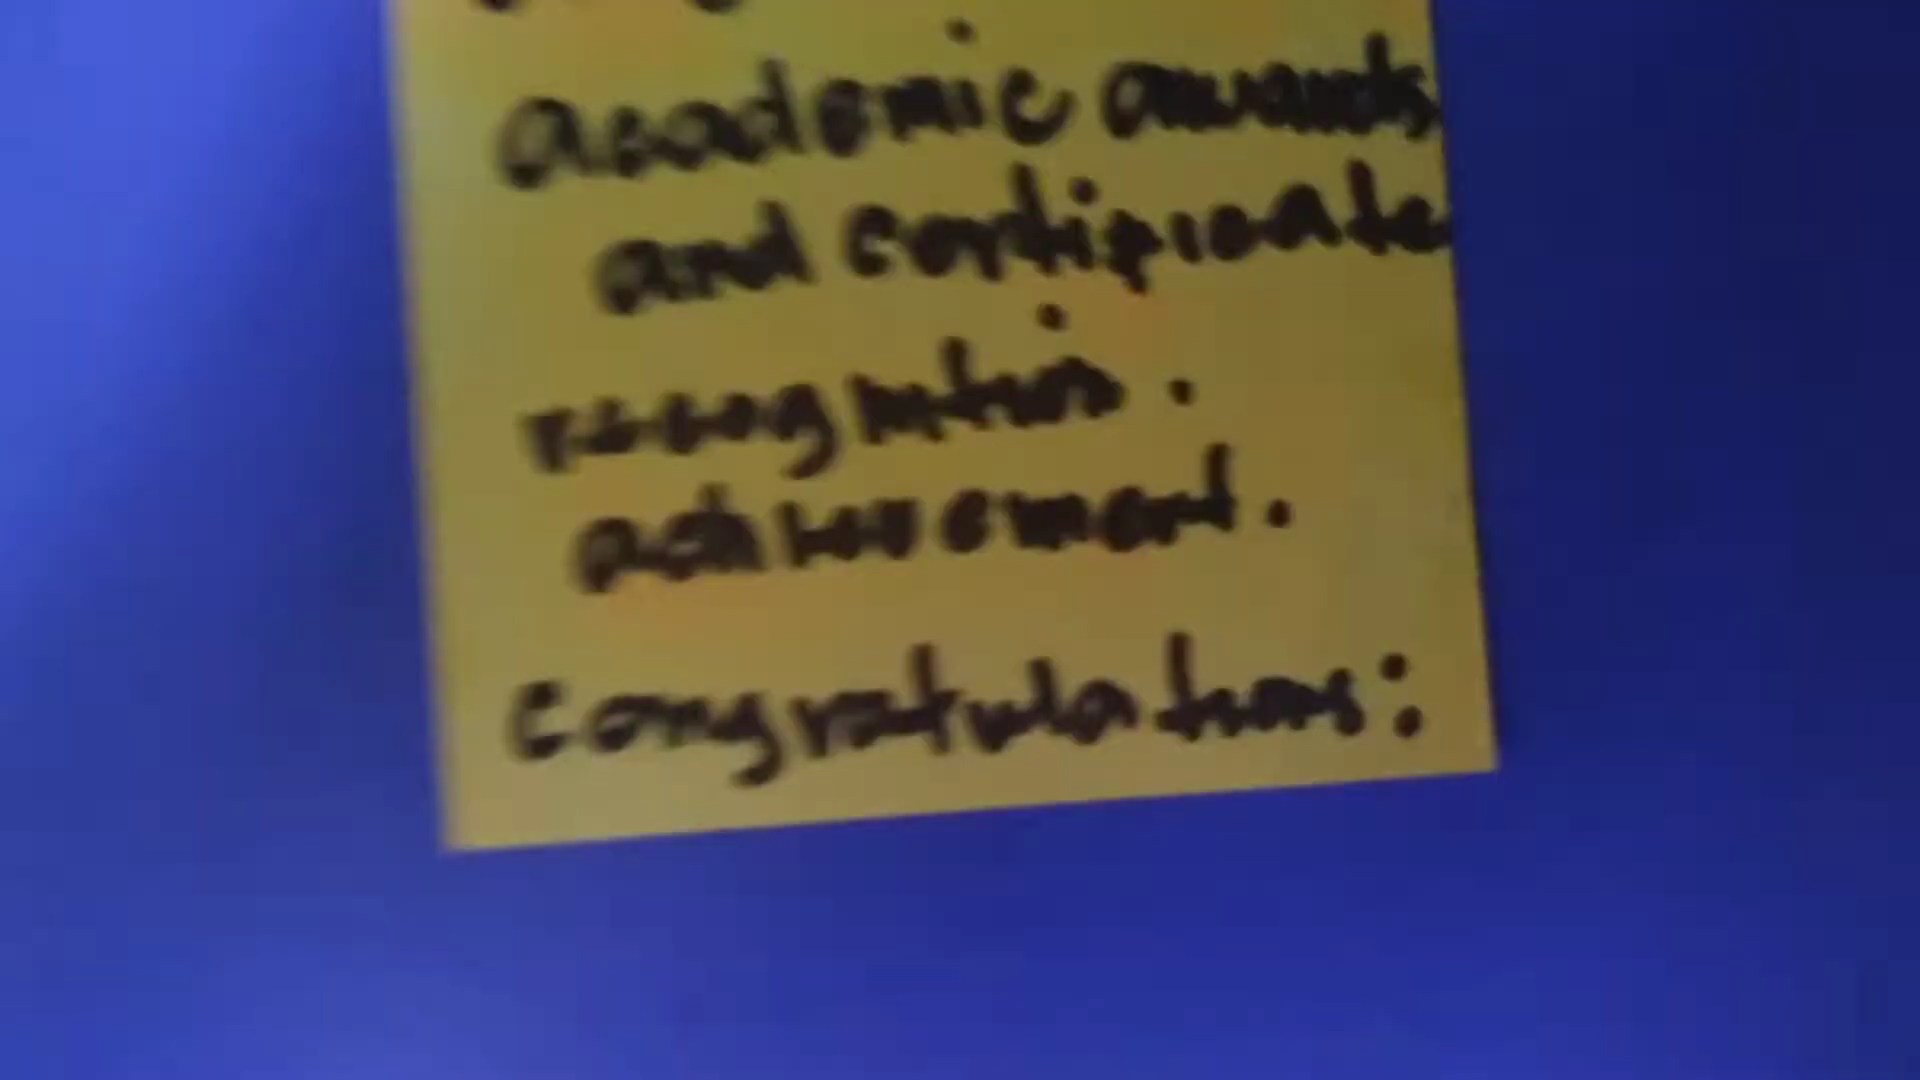 academic awards
and certificate
recognition.
achievement.
congratulations: